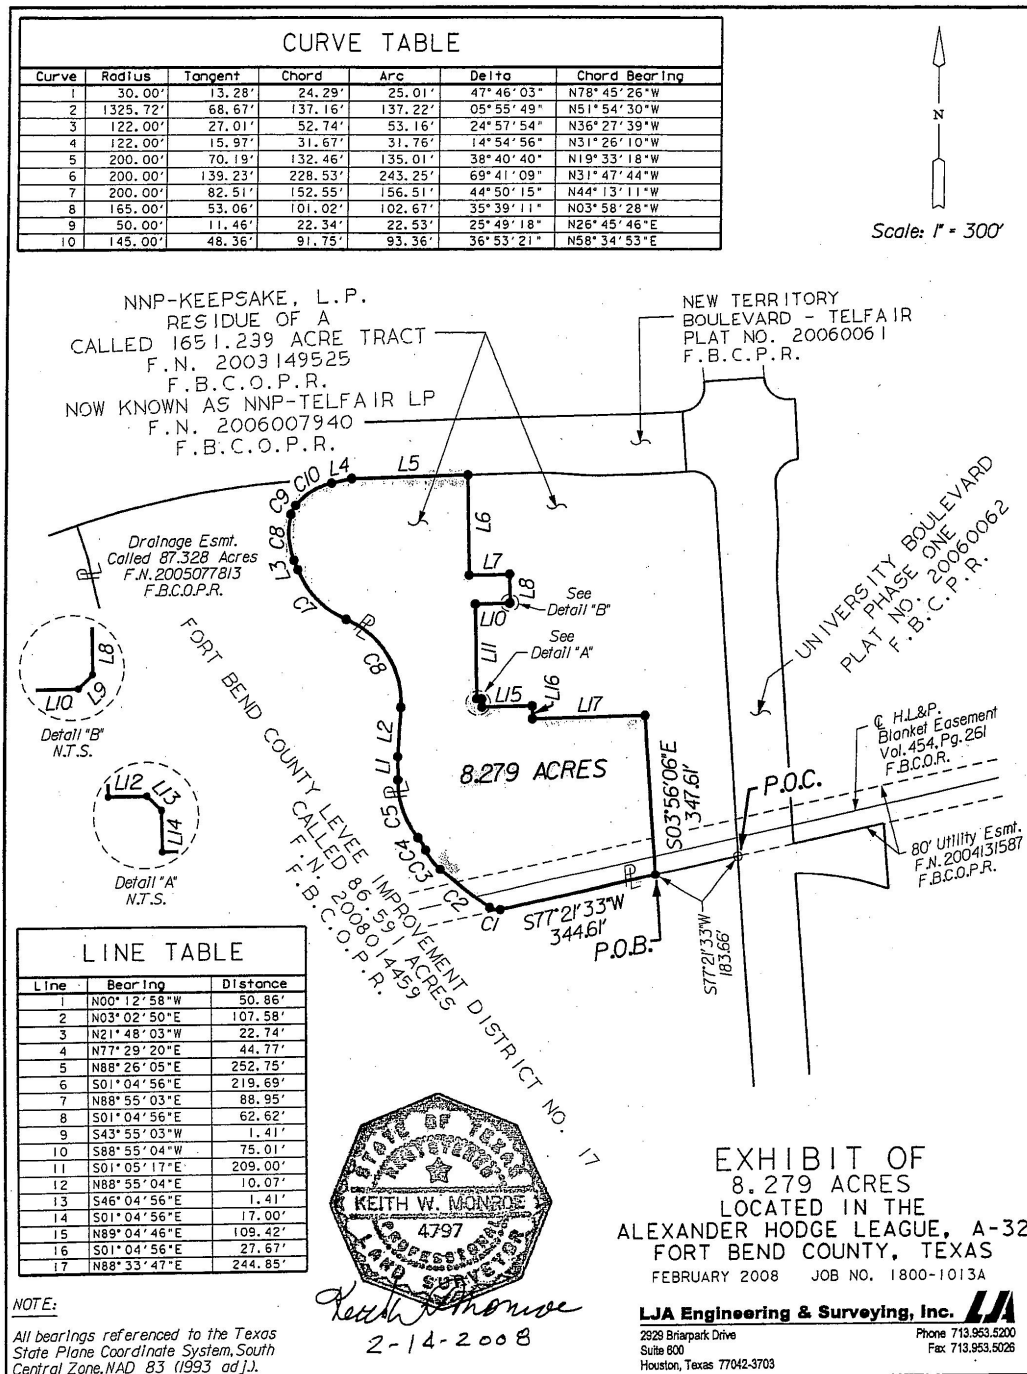 CURVE TABLE
Curve Radius Tangent Chord Arc Delta Chord Bearing
1 30.00' 13.28' 24.29' 25.01' 47°46'03" N78°45'26"W
2 1325.72' 68.67' 137.16' 137.22' 05°55'49" N51°54'30"W
3 122.00' 27.01' 52.74' 53.16' 24°57'54" N36°27'39"W
4 122.00' 15.97' 31.67' 31.76' 14°54'56" N31°26'10"W
5 200.00' 70.19' 132.46' 135.01' 38°40'40" N19°33'18"W
6 200.00' 139.23' 228.53' 243.25' 69°41'09" N31°47'44"W
7 200.00' 82.51' 152.55' 156.51' 44°50'15" N44°13'11"W
8 165.00' 53.06' 101.02' 102.67' 35°39'11" N03°58'28"W
9 50.00' 11.46' 22.34' 22.53' 25°49'18" N26°45'46"E
10 145.00' 48.36' 91.75' 93.36' 36°53'21" N58°34'53"E
N
Scale: 1" = 300'
NNP-KEEPSAKE, L.P.
RESIDUE OF A
CALLED 1651.239 ACRE TRACT
F.N. 2003149525
F.B.C.O.P.R.
NOW KNOWN AS NNP-TELFAIR LP
F.N. 2006007940
F.B.C.O.P.R.
NEW TERRITORY
BOULEVARD - TELFAIR
PLAT NO. 20060061
F.B.C.P.R.
UNIVERSITY BOULEVARD
PHASE ONE
PLAT NO. 20060062
F.B.C.P.R.
Drainage Esmt.
Called 87.328 Acres
F.N.2005077813
F.B.C.O.P.R.
C9
C10
L4
L5
C8
L3
C7
L6
L7
L8
L10
See
Detail "B"
L11
See
Detail "A"
L15
L16
L17
PL
PL
C8
L2
L1
PL
C5
C4
C3
C2
C1
8.279 ACRES
S03°56'06"E
347.61'
P.O.C.
℄ H.L.&P.
Blanket Easement
Vol.454,Pg.261
F.B.C.O.R.
80' Utility Esmt.
F.N.2004131587
F.B.C.O.P.R.
PL
S77°21'33"W
344.61'
P.O.B.
S77°21'33"W
183.66'
L8
L9
L10
Detail "B"
N.T.S.
L12
L13
L14
Detail "A"
N.T.S.
FORT BEND COUNTY LEVEE IMPROVEMENT DISTRICT NO. 17
CALLED 86.591 ACRES
F.N. 2008014459
F.B.C.O.P.R.
LINE TABLE
Line Bearing Distance
1 N00°12'58"W 50.86'
2 N03°02'50"E 107.58'
3 N21°48'03"W 22.74'
4 N77°29'20"E 44.77'
5 N88°26'05"E 252.75'
6 S01°04'56"E 219.69'
7 N88°55'03"E 88.95'
8 S01°04'56"E 62.62'
9 S43°55'03"W 1.41'
10 S88°55'04"W 75.01'
11 S01°05'17"E 209.00'
12 N88°55'04"E 10.07'
13 S46°04'56"E 1.41'
14 S01°04'56"E 17.00'
15 N89°04'46"E 109.42'
16 S01°04'56"E 27.67'
17 N88°33'47"E 244.85'
STATE OF TEXAS
REGISTERED
KEITH W. MONROE
4797
PROFESSIONAL
LAND SURVEYOR
Keith W Monroe
2-14-2008
EXHIBIT OF
8.279 ACRES
LOCATED IN THE
ALEXANDER HODGE LEAGUE, A-32
FORT BEND COUNTY, TEXAS
FEBRUARY 2008 JOB NO. 1800-1013A
LJA Engineering & Surveying, Inc. LJA
2929 Briarpark Drive
Suite 600
Houston, Texas 77042-3703
Phone 713.953.5200
Fax 713.953.5026
NOTE:
All bearings referenced to the Texas
State Plane Coordinate System, South
Central Zone, NAD 83 (1993 adj.).